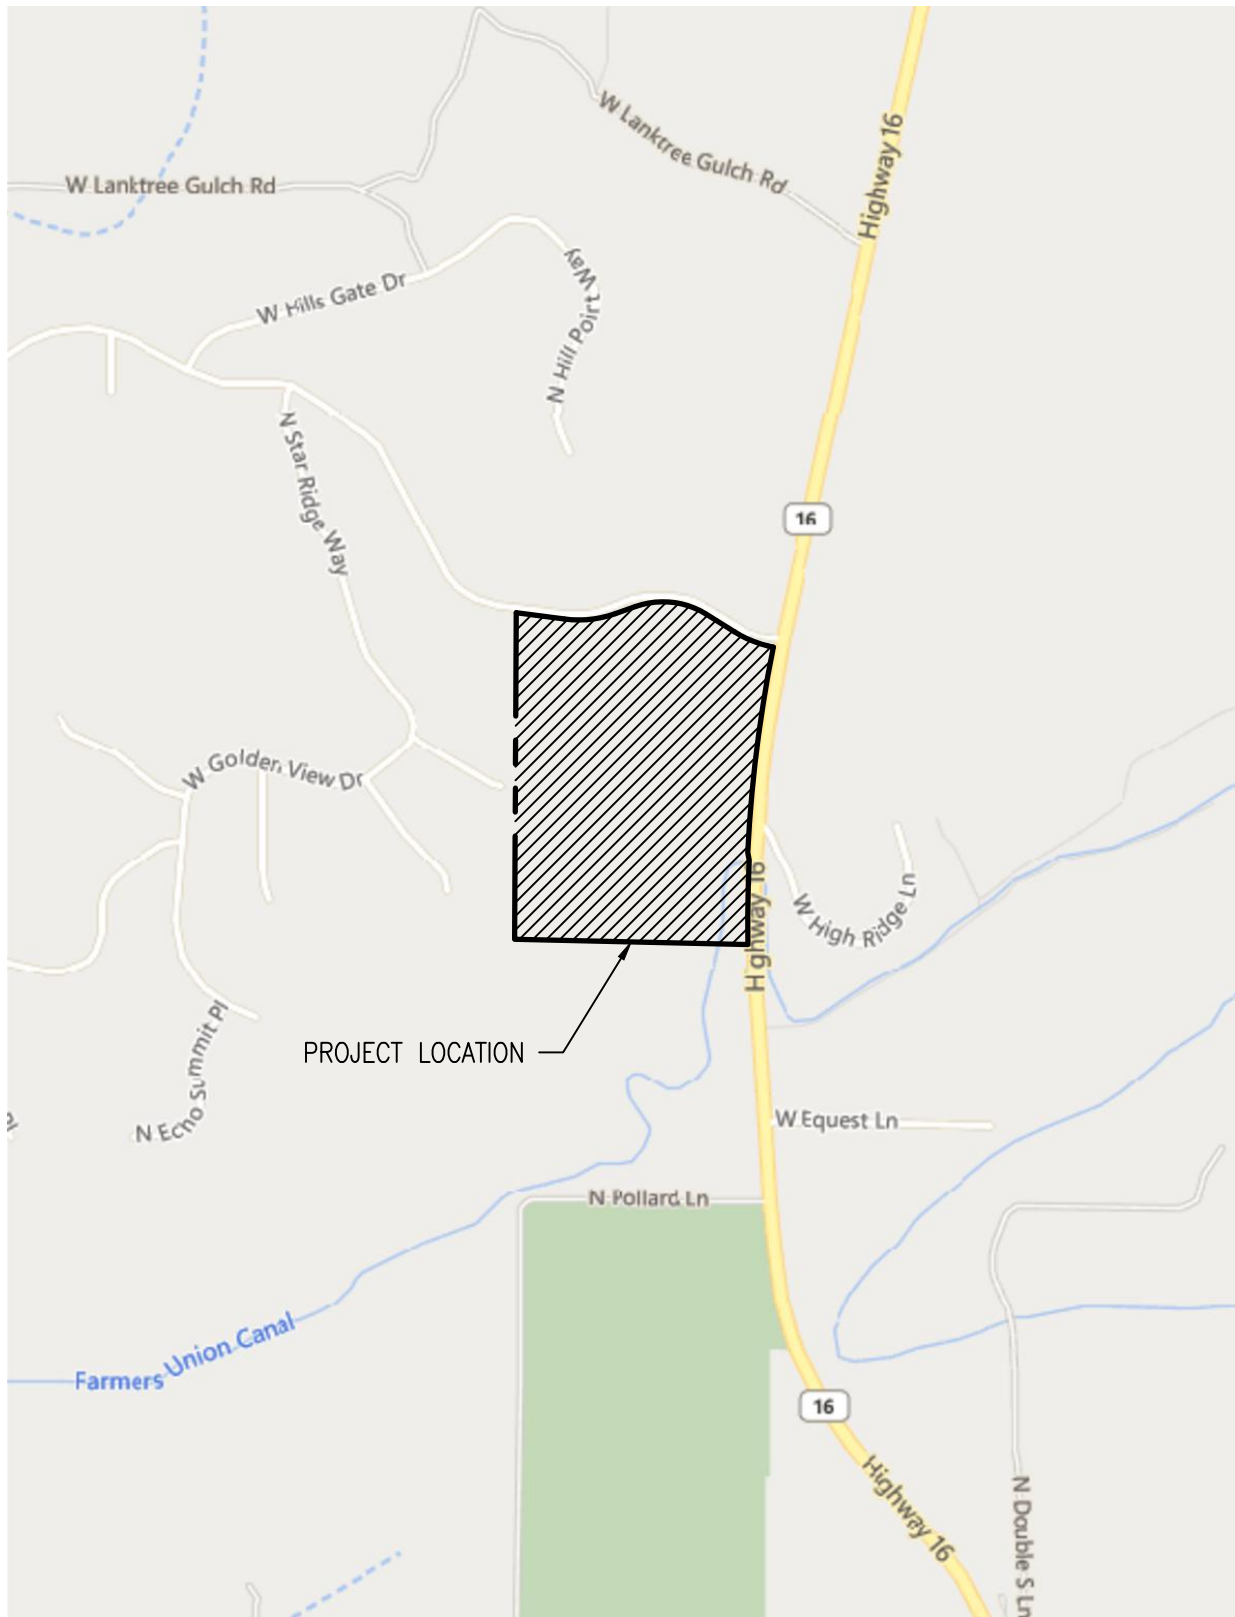 W Lanktree Gulch Rd
Highway 16
W Lanktree Gulch Rd
W Hills Gate Dr
N Hill Point Way
N Star Ridge Way
16
W Golden View Dr
Highway 16
W High Ridge Ln
N Echo Summit Pl
PROJECT LOCATION
W Equest Ln
Pl
N Pollard Ln
Farmers Union Canal
16
Highway 16
N Double S Ln